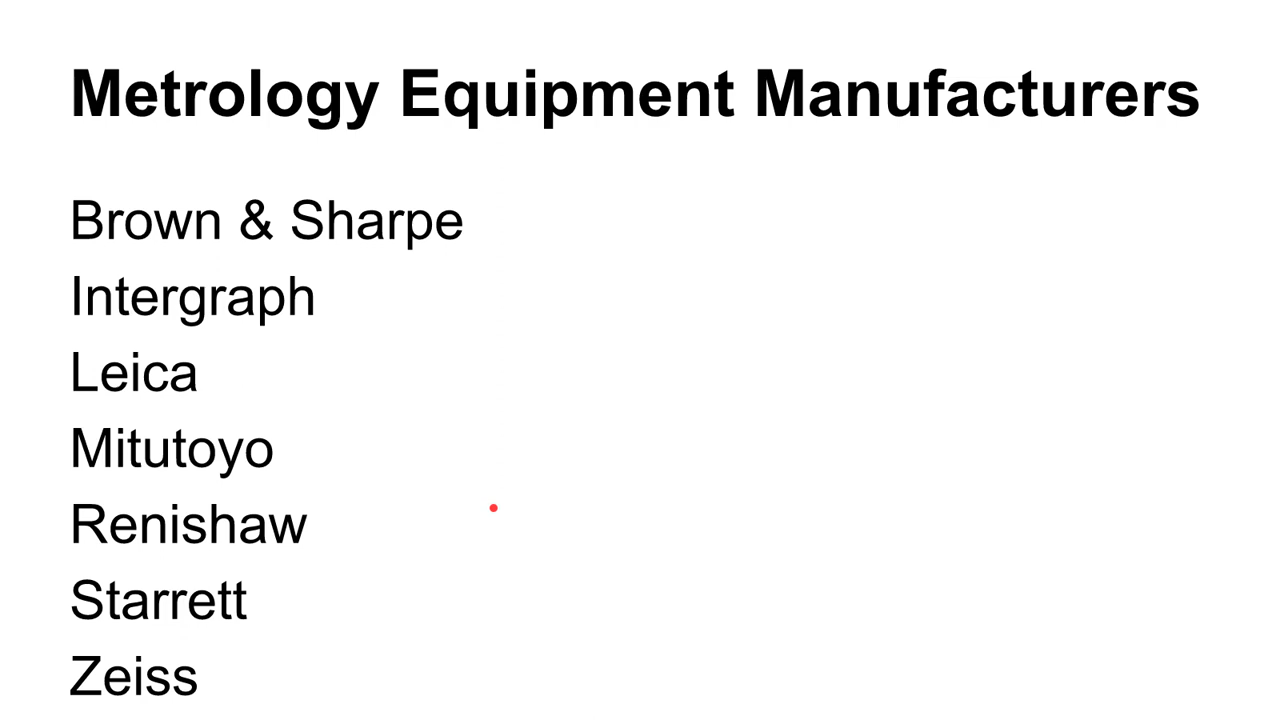 Metrology Equipment Manufacturers
Brown & Sharpe
Intergraph
Leica
Mitutoyo
Renishaw
Starrett
Zeiss